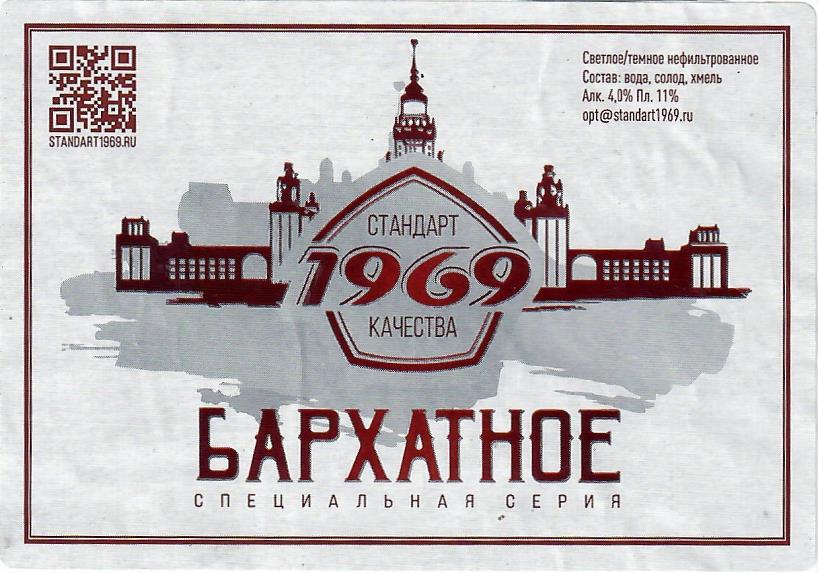 STANDART1969.RU
Светлое/темное нефильтрованное
Состав: вода, солод, хмель
Алк. 4,0% Пл. 11%
opt@standart1969.ru
СТАНДАРТ
1969
КАЧЕСТВА
БАРХАТНОЕ
СПЕЦИАЛЬНАЯ СЕРИЯ